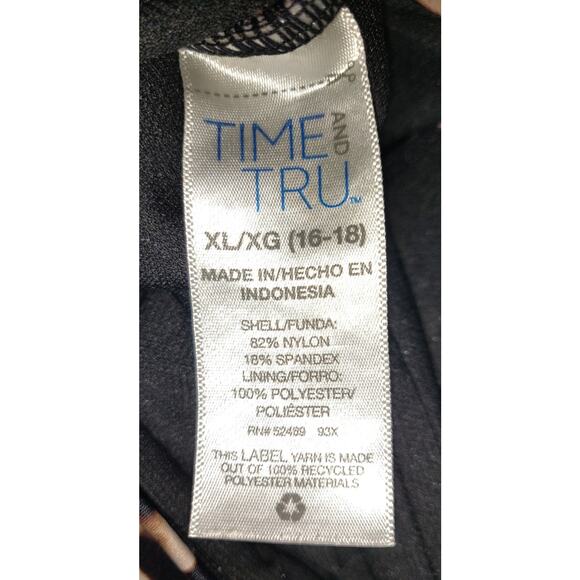 TIME AND
TRU™
XL/XG (16-18)
MADE IN/HECHO EN
INDONESIA
SHELL/FUNDA:
82% NYLON
18% SPANDEX
LINING/FORRO:
100% POLYESTER/
POLIÉSTER
RN# 52469 93X
THIS LABEL YARN IS MADE
OUT OF 100% RECYCLED
POLYESTER MATERIALS